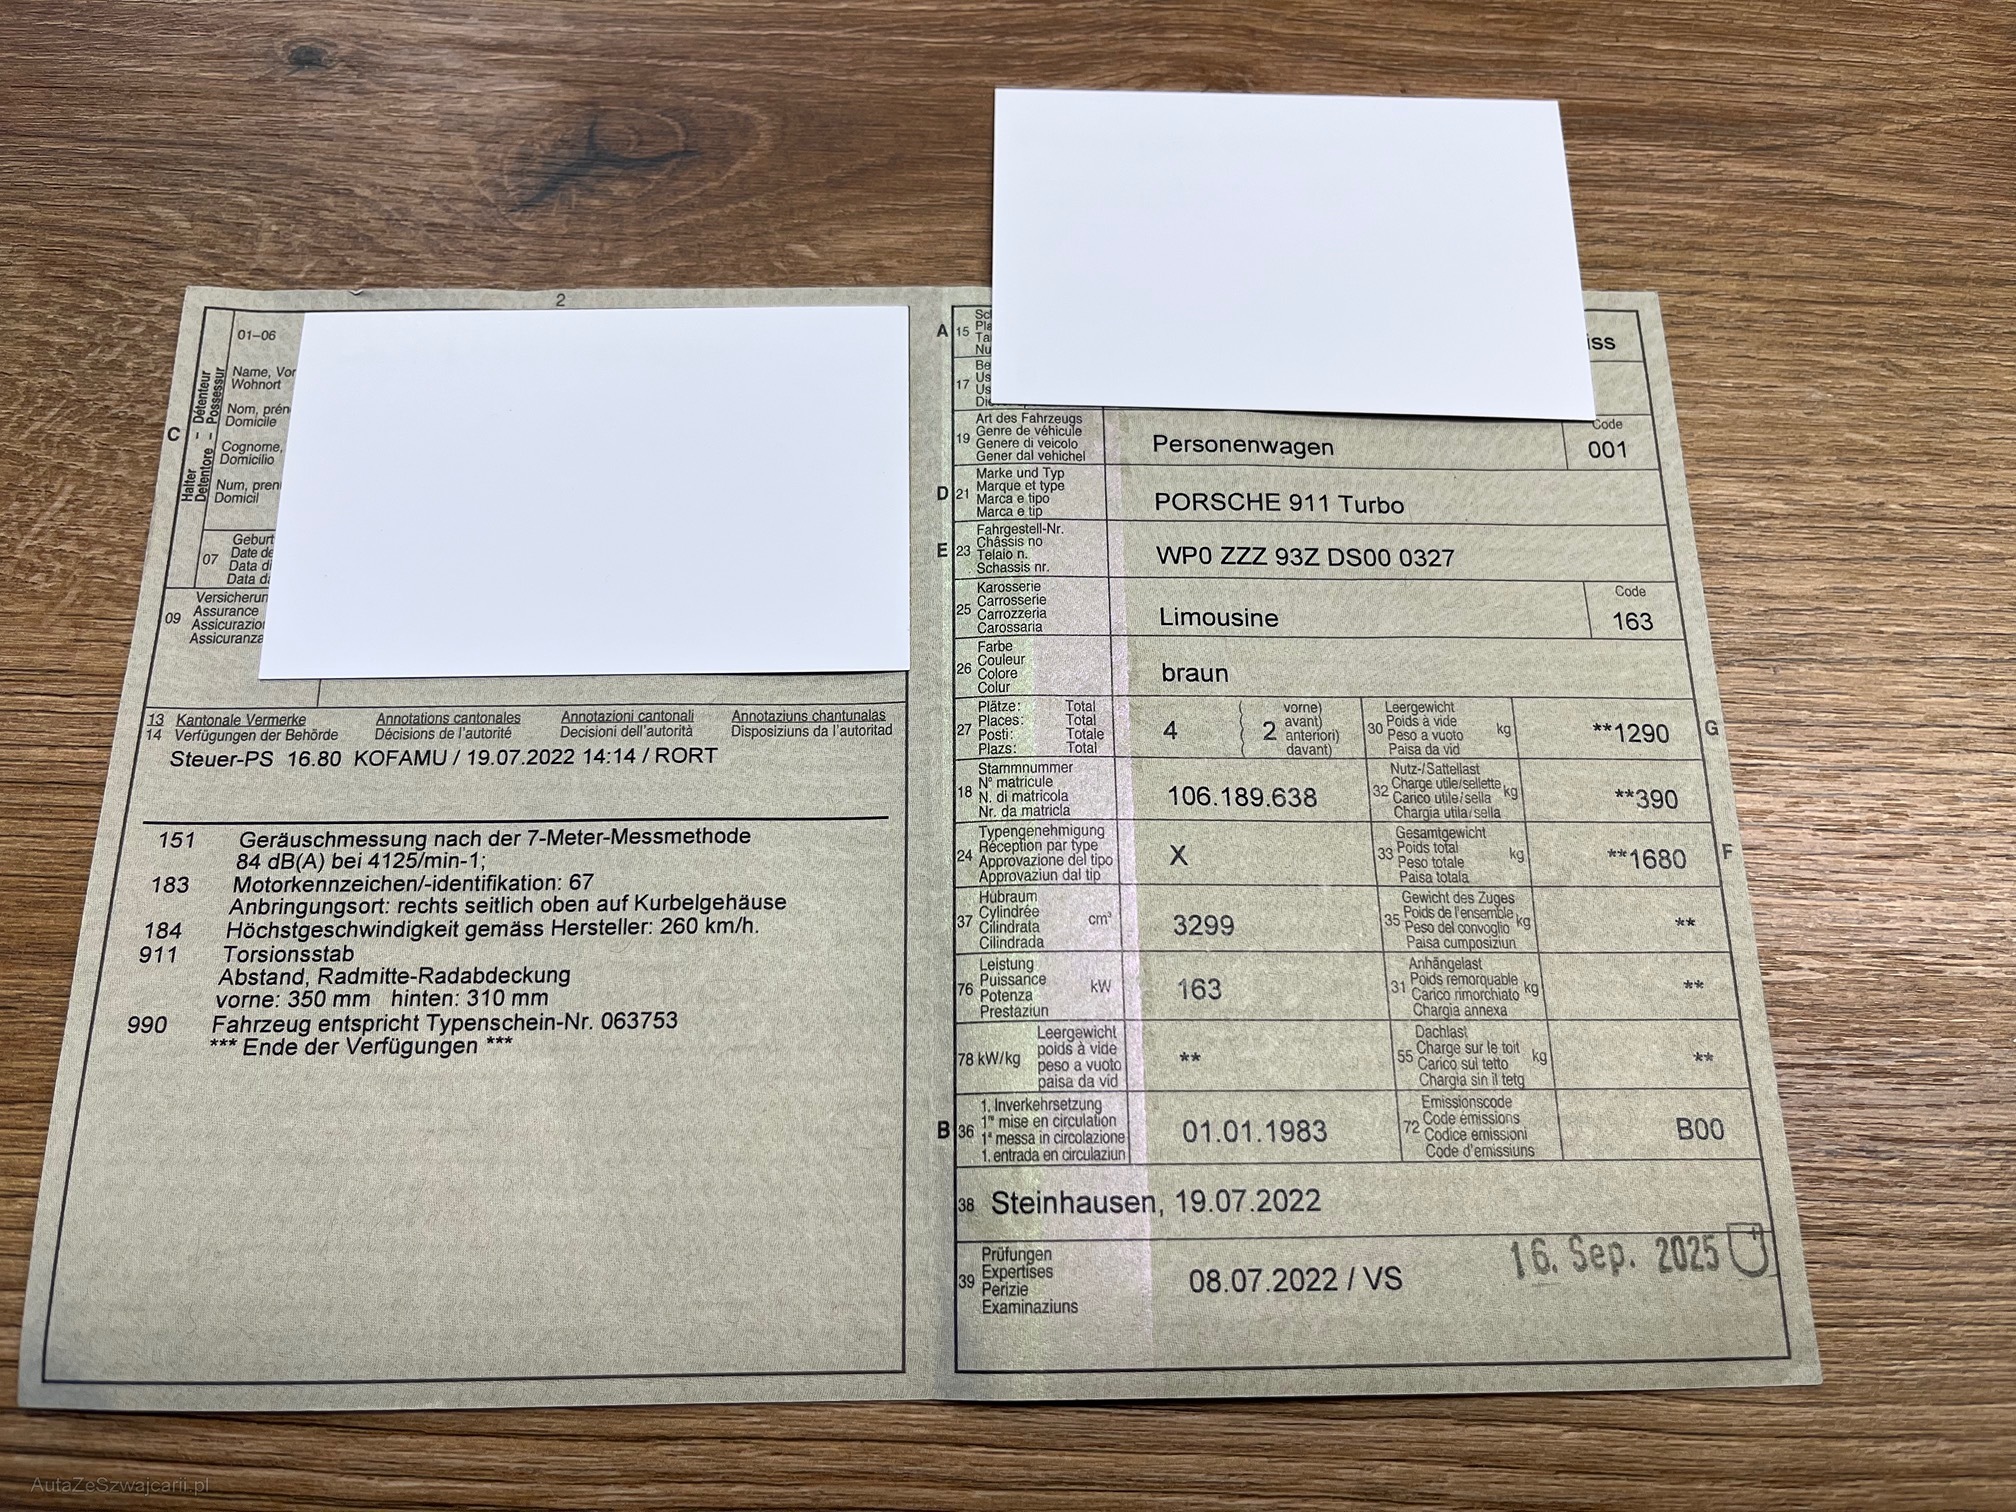 2
01–06
Halter – Détenteur
Detentore – Possessur
C
Name, Vor
Wohnort
Nom, prén
Domicile
Cognome,
Domicilio
Num, pren
Domicil
07
Geburt
Date de
Data di
Data d
09
Versicherun
Assurance
Assicurazio
Assicuranza
13 Kantonale Vermerke Annotations cantonales Annotazioni cantonali Annotaziuns chantunalas
14 Verfügungen der Behörde Décisions de l'autorité Decisioni dell'autorità Disposiziuns da l'autoritad
Steuer-PS 16.80 KOFAMU / 19.07.2022 14:14 / RORT
151 Geräuschmessung nach der 7-Meter-Messmethode
84 dB(A) bei 4125/min-1;
183 Motorkennzeichen/-identifikation: 67
Anbringungsort: rechts seitlich oben auf Kurbelgehäuse
184 Höchstgeschwindigkeit gemäss Hersteller: 260 km/h.
911 Torsionsstab
Abstand, Radmitte-Radabdeckung
vorne: 350 mm hinten: 310 mm
990 Fahrzeug entspricht Typenschein-Nr. 063753
*** Ende der Verfügungen ***
A 15
Sc
Pla
Ta
Nu
iss
17
Be
Us
Us
Di
19
Art des Fahrzeugs
Genre de véhicule
Genere di veicolo
Gener dal vehichel
Personenwagen
Code
001
D 21
Marke und Typ
Marque et type
Marca e tipo
Marca e tip
PORSCHE 911 Turbo
E 23
Fahrgestell-Nr.
Châssis no
Telaio n.
Schassis nr.
WP0 ZZZ 93Z DS00 0327
25
Karosserie
Carrosserie
Carrozzeria
Carossaria
Limousine
Code
163
26
Farbe
Couleur
Colore
Colur
braun
27
Plätze: Total
Places: Total
Posti: Totale
Plazs: Total
4
2
vorne)
avant)
anteriori)
davant)
30
Leergewicht
Poids à vide
Peso a vuoto
Paisa da vid
kg
**1290
G
18
Stammnummer
N° matricule
N. di matricola
Nr. da matricla
106.189.638
32
Nutz-/Sattellast
Charge utile/sellette
Carico utile/sella
Chargia utila/sella
kg
**390
24
Typengenehmigung
Réception par type
Approvazione del tipo
Approvaziun dal tip
X
33
Gesamtgewicht
Poids total
Peso totale
Paisa totala
kg
**1680
F
37
Hubraum
Cylindrée
Cilindrata
Cilindrada
cm³
3299
35
Gewicht des Zuges
Poids de l'ensemble
Peso del convoglio
Paisa cumposiziun
kg
**
76
Leistung
Puissance
Potenza
Prestaziun
kW
163
31
Anhängelast
Poids remorquable
Carico rimorchiato
Chargia annexa
kg
**
78 kW/kg
Leergewicht
poids à vide
peso a vuoto
paisa da vid
**
55
Dachlast
Charge sur le toit
Carico sul tetto
Chargia sin il tetg
kg
**
B 36
1. Inverkehrsetzung
1re mise en circulation
1a messa in circolazione
1. entrada en circulaziun
01.01.1983
72
Emissionscode
Code émissions
Codice emissioni
Code d'emissiuns
B00
38 Steinhausen, 19.07.2022
39
Prüfungen
Expertises
Perizie
Examinaziuns
08.07.2022 / VS
16. Sep. 2025
AutaZeSzwajcarii.pl